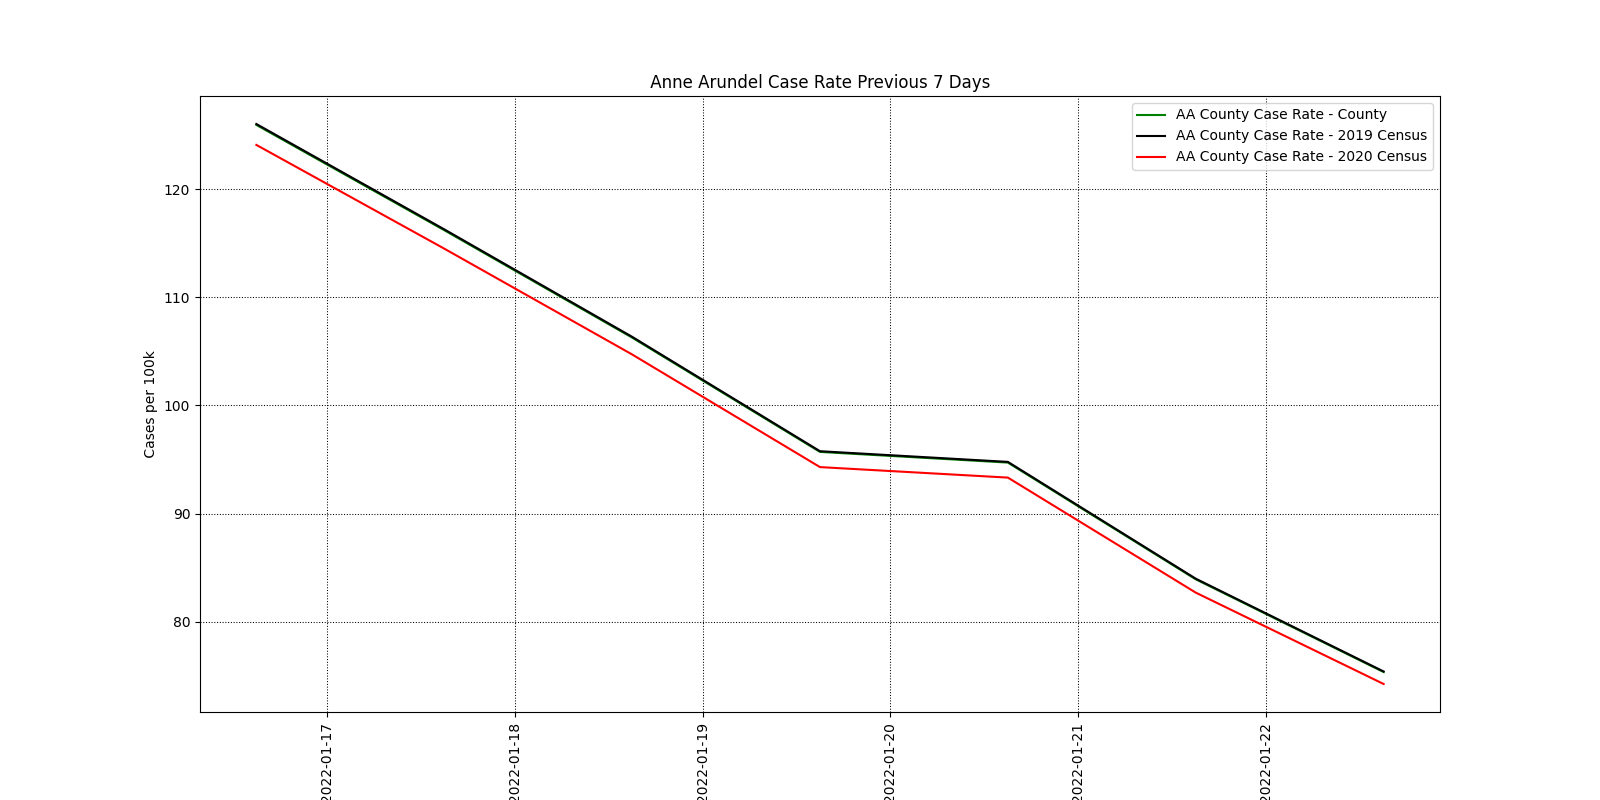 Anne Arundel Case Rate Previous 7 Days
AA County Case Rate - County
AA County Case Rate - 2019 Census
AA County Case Rate - 2020 Census
Cases per 100k
120
110
100
90
80
2022-01-17
2022-01-18
2022-01-19
2022-01-20
2022-01-21
2022-01-22